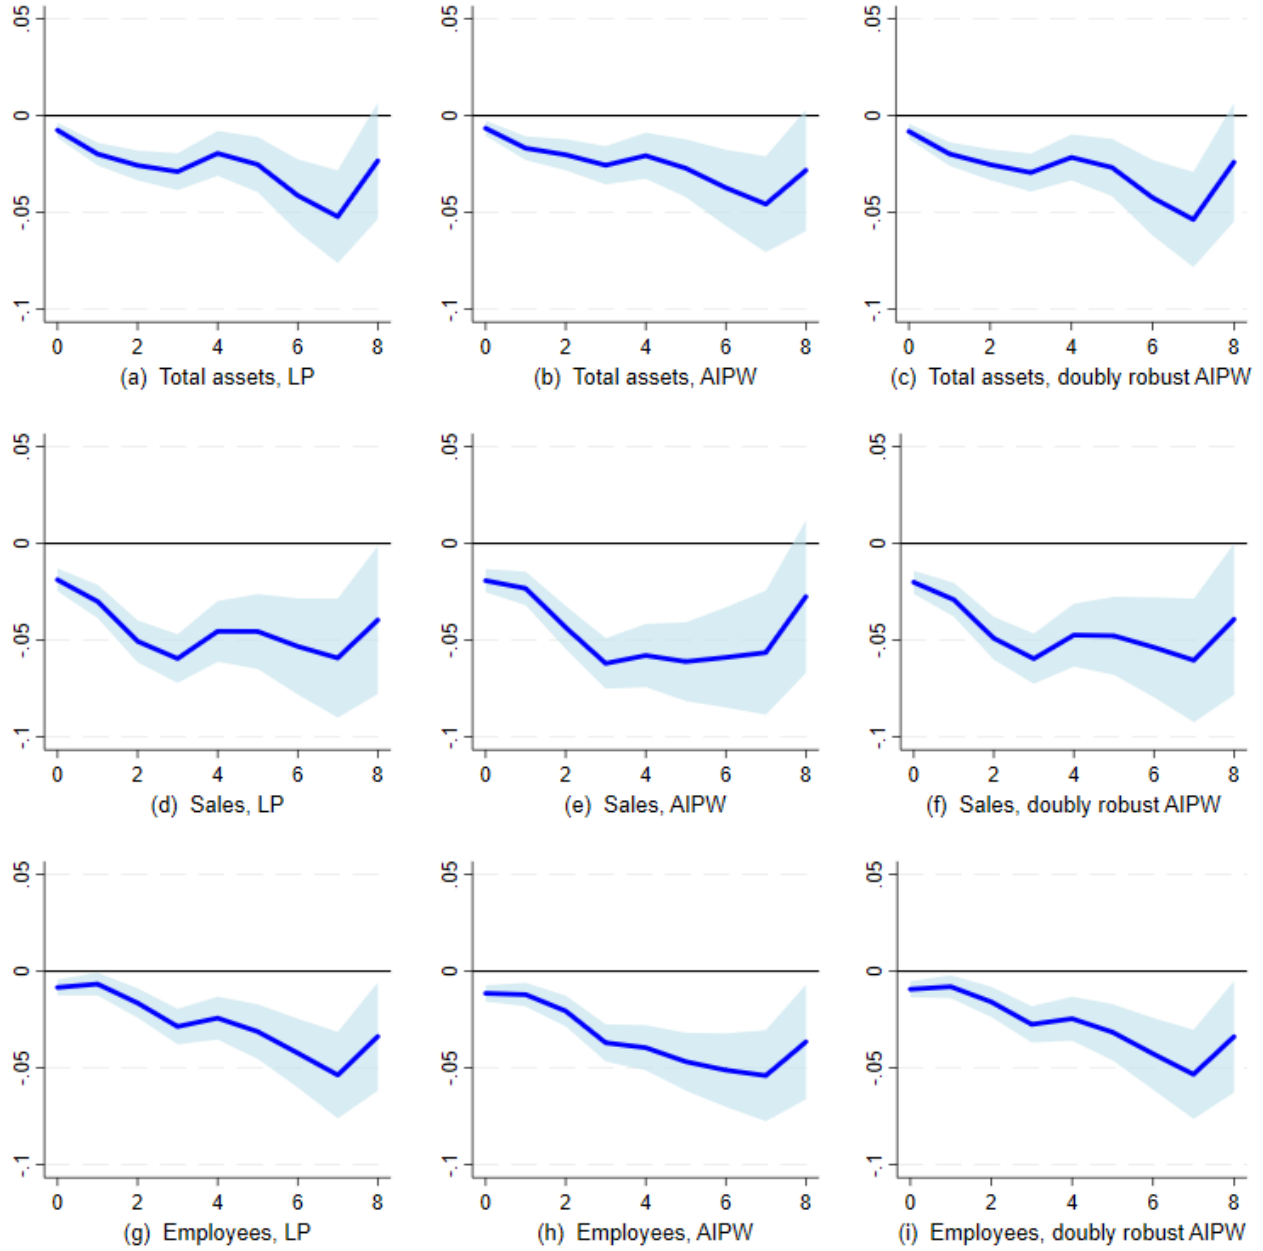 .05 .05 .05
0 0 0
-.05 -.05 -.05
-.1 -.1 -.1
0 2 4 6 8 0 2 4 6 8 0 2 4 6 8
(a) Total assets, LP (b) Total assets, AIPW (c) Total assets, doubly robust AIPW
.05 .05 .05
0 0 0
-.05 -.05 -.05
-.1 -.1 -.1
0 2 4 6 8 0 2 4 6 8 0 2 4 6 8
(d) Sales, LP (e) Sales, AIPW (f) Sales, doubly robust AIPW
.05 .05 .05
0 0 0
-.05 -.05 -.05
-.1 -.1 -.1
0 2 4 6 8 0 2 4 6 8 0 2 4 6 8
(g) Employees, LP (h) Employees, AIPW (i) Employees, doubly robust AIPW